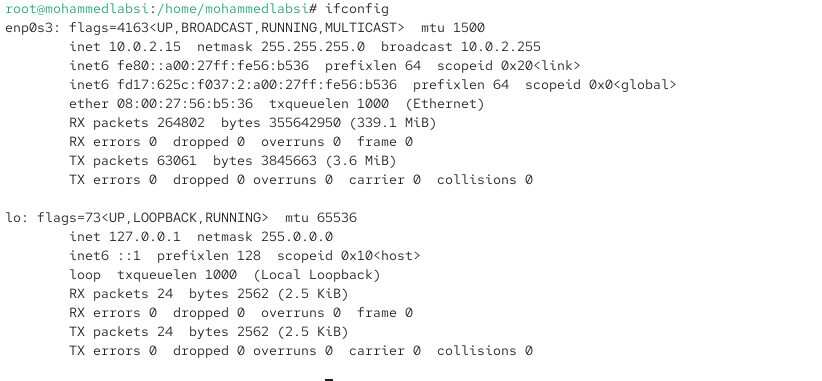 root@mohammedlabsi:/home/mohammedlabsi# ifconfig
enp0s3: flags=4163<UP,BROADCAST,RUNNING,MULTICAST>  mtu 1500
        inet 10.0.2.15  netmask 255.255.255.0  broadcast 10.0.2.255
        inet6 fe80::a00:27ff:fe56:b536  prefixlen 64  scopeid 0x20<link>
        inet6 fd17:625c:f037:2:a00:27ff:fe56:b536  prefixlen 64  scopeid 0x0<global>
        ether 08:00:27:56:b5:36  txqueuelen 1000  (Ethernet)
        RX packets 264802  bytes 355642950 (339.1 MiB)
        RX errors 0  dropped 0  overruns 0  frame 0
        TX packets 63061  bytes 3845663 (3.6 MiB)
        TX errors 0  dropped 0 overruns 0  carrier 0  collisions 0

lo: flags=73<UP,LOOPBACK,RUNNING>  mtu 65536
        inet 127.0.0.1  netmask 255.0.0.0
        inet6 ::1  prefixlen 128  scopeid 0x10<host>
        loop  txqueuelen 1000  (Local Loopback)
        RX packets 24  bytes 2562 (2.5 KiB)
        RX errors 0  dropped 0  overruns 0  frame 0
        TX packets 24  bytes 2562 (2.5 KiB)
        TX errors 0  dropped 0 overruns 0  carrier 0  collisions 0